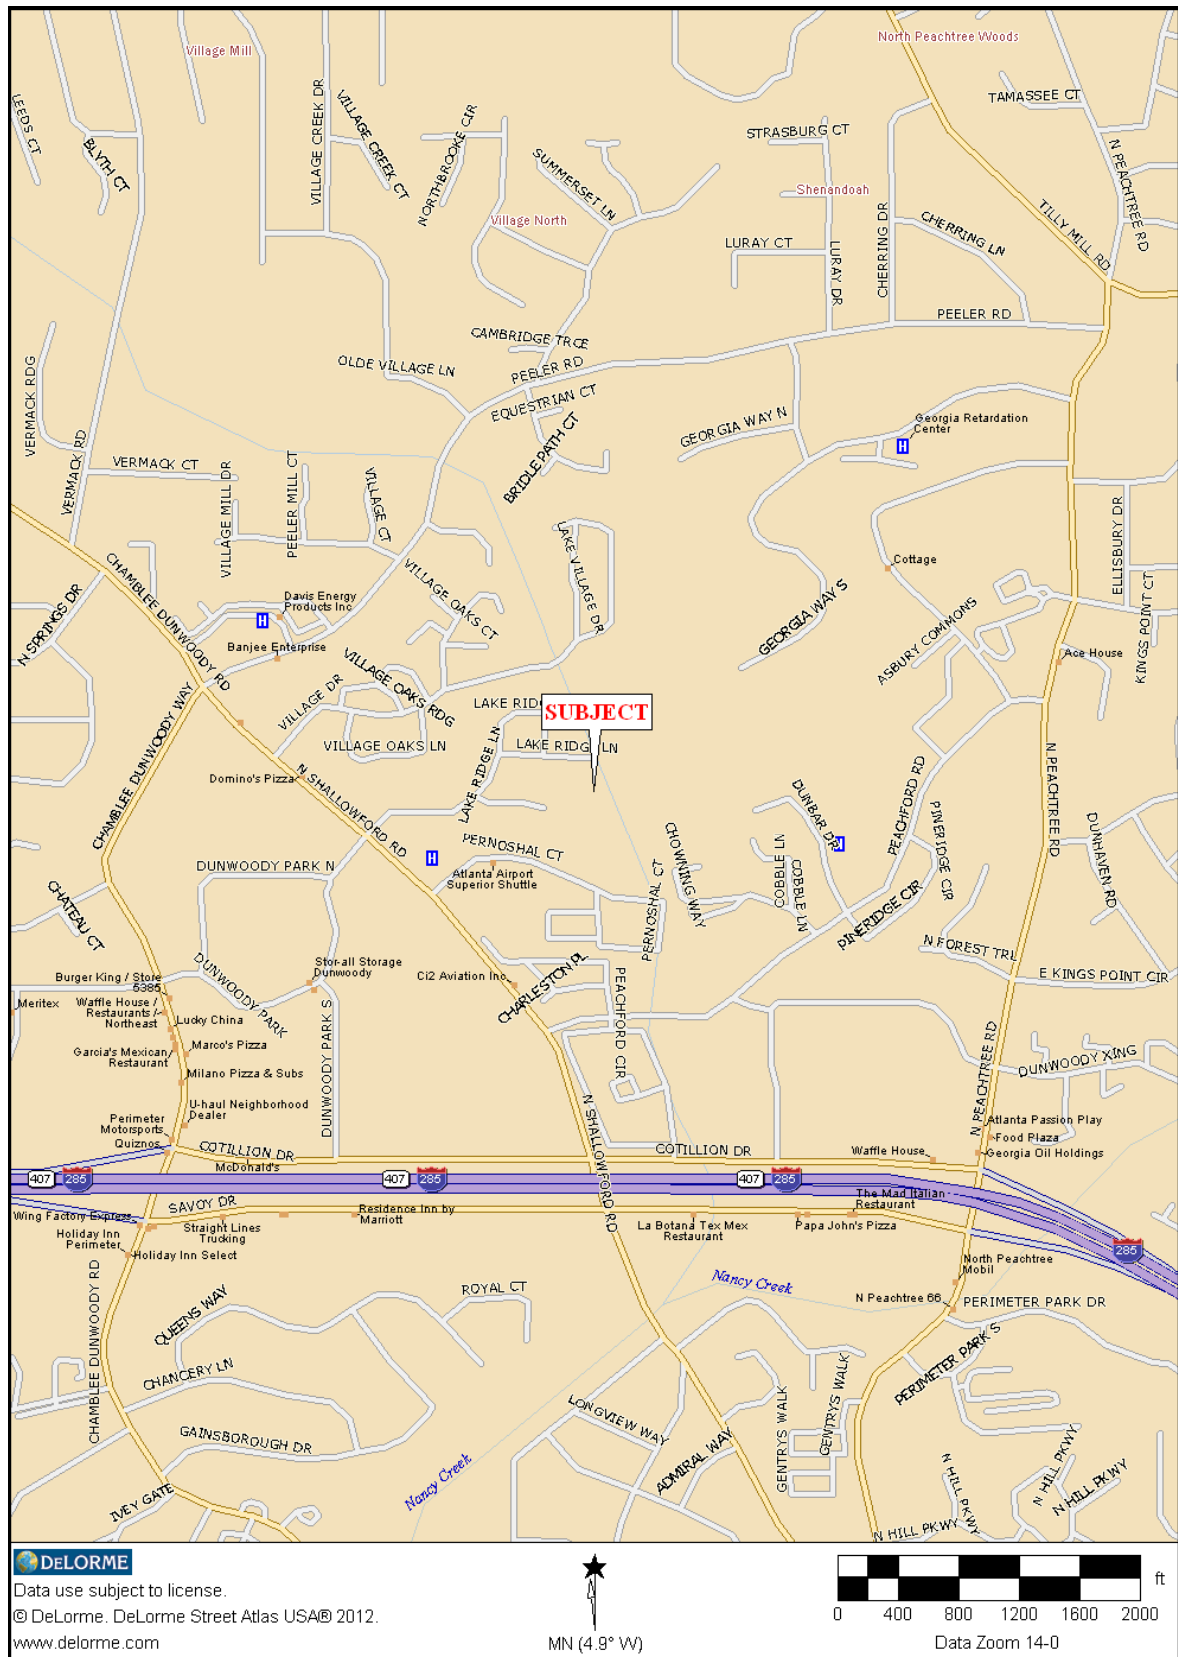 Village Mill
North Peachtree Woods
LEEDS CT
BLYTH CT
VILLAGE CREEK DR
VILLAGE CREEK CT
NORTHBROOKE CIR
SUMMERSET LN
Village North
STRASBURG CT
Shenandoah
LURAY CT
LURAY DR
CHERRING DR
CHERRING LN
TAMASSEE CT
N PEACHTREE RD
TILLY MILL RD
PEELER RD
CAMBRIDGE TRCE
OLDE VILLAGE LN
PEELER RD
EQUESTRIAN CT
BRIDLE PATH CT
GEORGIA WAY N
Georgia Retardation
Center
H
VERMACK RDG
VERMACK RD
VERMACK CT
VILLAGE MILL DR
PEELER MILL CT
VILLAGE CT
CHAMBLEE DUNWOODY RD
N SPRINGS DR
Davis Energy
Products Inc
H
Banjee Enterprise
VILLAGE OAKS CT
LAKE VILLAGE DR
GEORGIA WAY S
Cottage
ASBURY COMMONS
ELLISBURY DR
KINGS POINT CT
Ace House
VILLAGE DR
VILLAGE OAKS RDG
VILLAGE OAKS LN
LAKE RIDG
SUBJECT
LAKE RIDG LN
LAKE RIDGE LN
CHAMBLEE DUNWOODY WAY
Domino's Pizza
N SHALLOWFORD RD
DUNWOODY PARK N
H
PERNOSHAL CT
Atlanta Airport
Superior Shuttle
PERNOSHAL CT
CHOWNING WAY
COBBLE LN
COBBLE LN
DUNBAR DR
PEACHFORD RD
PINERIDGE CIR
PINERIDGE CIR
N PEACHTREE RD
DUNHAVEN RD
N FOREST TRL
E KINGS POINT CIR
CHATEAU CT
DUNWOODY PARK
Stor-all Storage
Dunwoody
Ci2 Aviation Inc
CHARLESTON PL
PEACHFORD CIR
DUNWOODY PARK S
Burger King / Store
5385
Meritex
Waffle House /
Restaurants /
Northeast
Lucky China
Marco's Pizza
Garcia's Mexican
Restaurant
Milano Pizza & Subs
U-haul Neighborhood
Dealer
Perimeter
Motorsports
Quiznos
COTILLION DR
McDonald's
N SHALLOWFORD RD
COTILLION DR
Waffle House
N PEACHTREE RD
DUNWOODY XING
Atlanta Passion Play
Food Plaza
Georgia Oil Holdings
407
285
407
285
407
285
285
SAVOY DR
Wing Factory Express
Straight Lines
Trucking
Residence Inn by
Marriott
La Botana Tex Mex
Restaurant
The Mad Italian
Restaurant
Papa John's Pizza
Holiday Inn
Perimeter
Holiday Inn Select
North Peachtree
Mobil
N Peachtree 66
PERIMETER PARK DR
PERIMETER PARK S
Nancy Creek
CHAMBLEE DUNWOODY RD
QUEENS WAY
ROYAL CT
CHANCERY LN
GAINSBOROUGH DR
IVEY GATE
Nancy Creek
LONGVIEW WAY
ADMIRAL WAY
GENTRYS WALK
GENTRYS WALK
N HILL PKWY
N HILL PKWY
N HILL PKWY
N HILL PKWY
DELORME
Data use subject to license.
© DeLorme. DeLorme Street Atlas USA® 2012.
www.delorme.com
MN (4.9° W)
ft
0 400 800 1200 1600 2000
Data Zoom 14-0